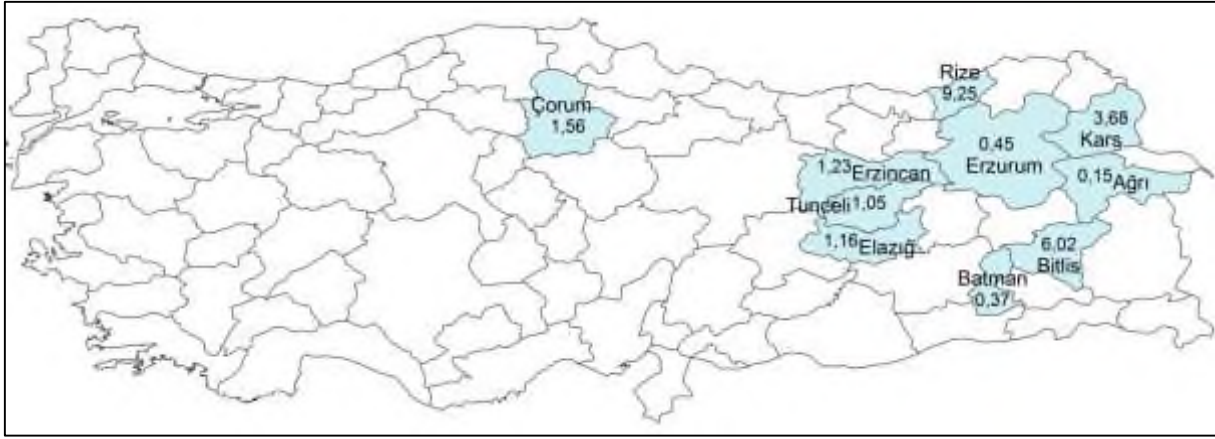 Rize
9,25
Çorum
1,56
3,68
Kars
0,45
Erzurum
1,23 Erzincan
0,15 Ağrı
Tunceli 1,05
1,16 Elazığ
6,02
Bitlis
Batman
0,37